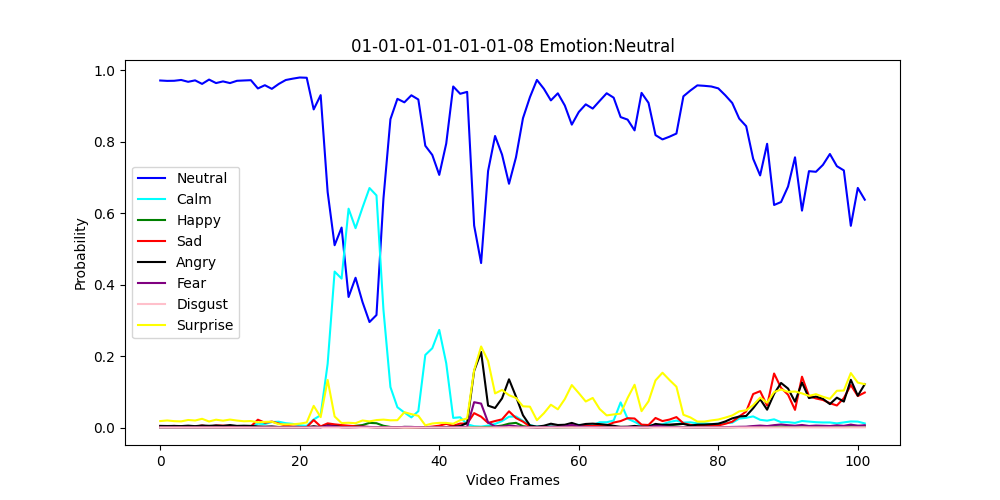 01-01-01-01-01-01-08 Emotion:Neutral
1.0
0.8
0.6
0.4
0.2
0.0
Probability
Neutral
Calm
Happy
Sad
Angry
Fear
Disgust
Surprise
0 20 40 60 80 100
Video Frames